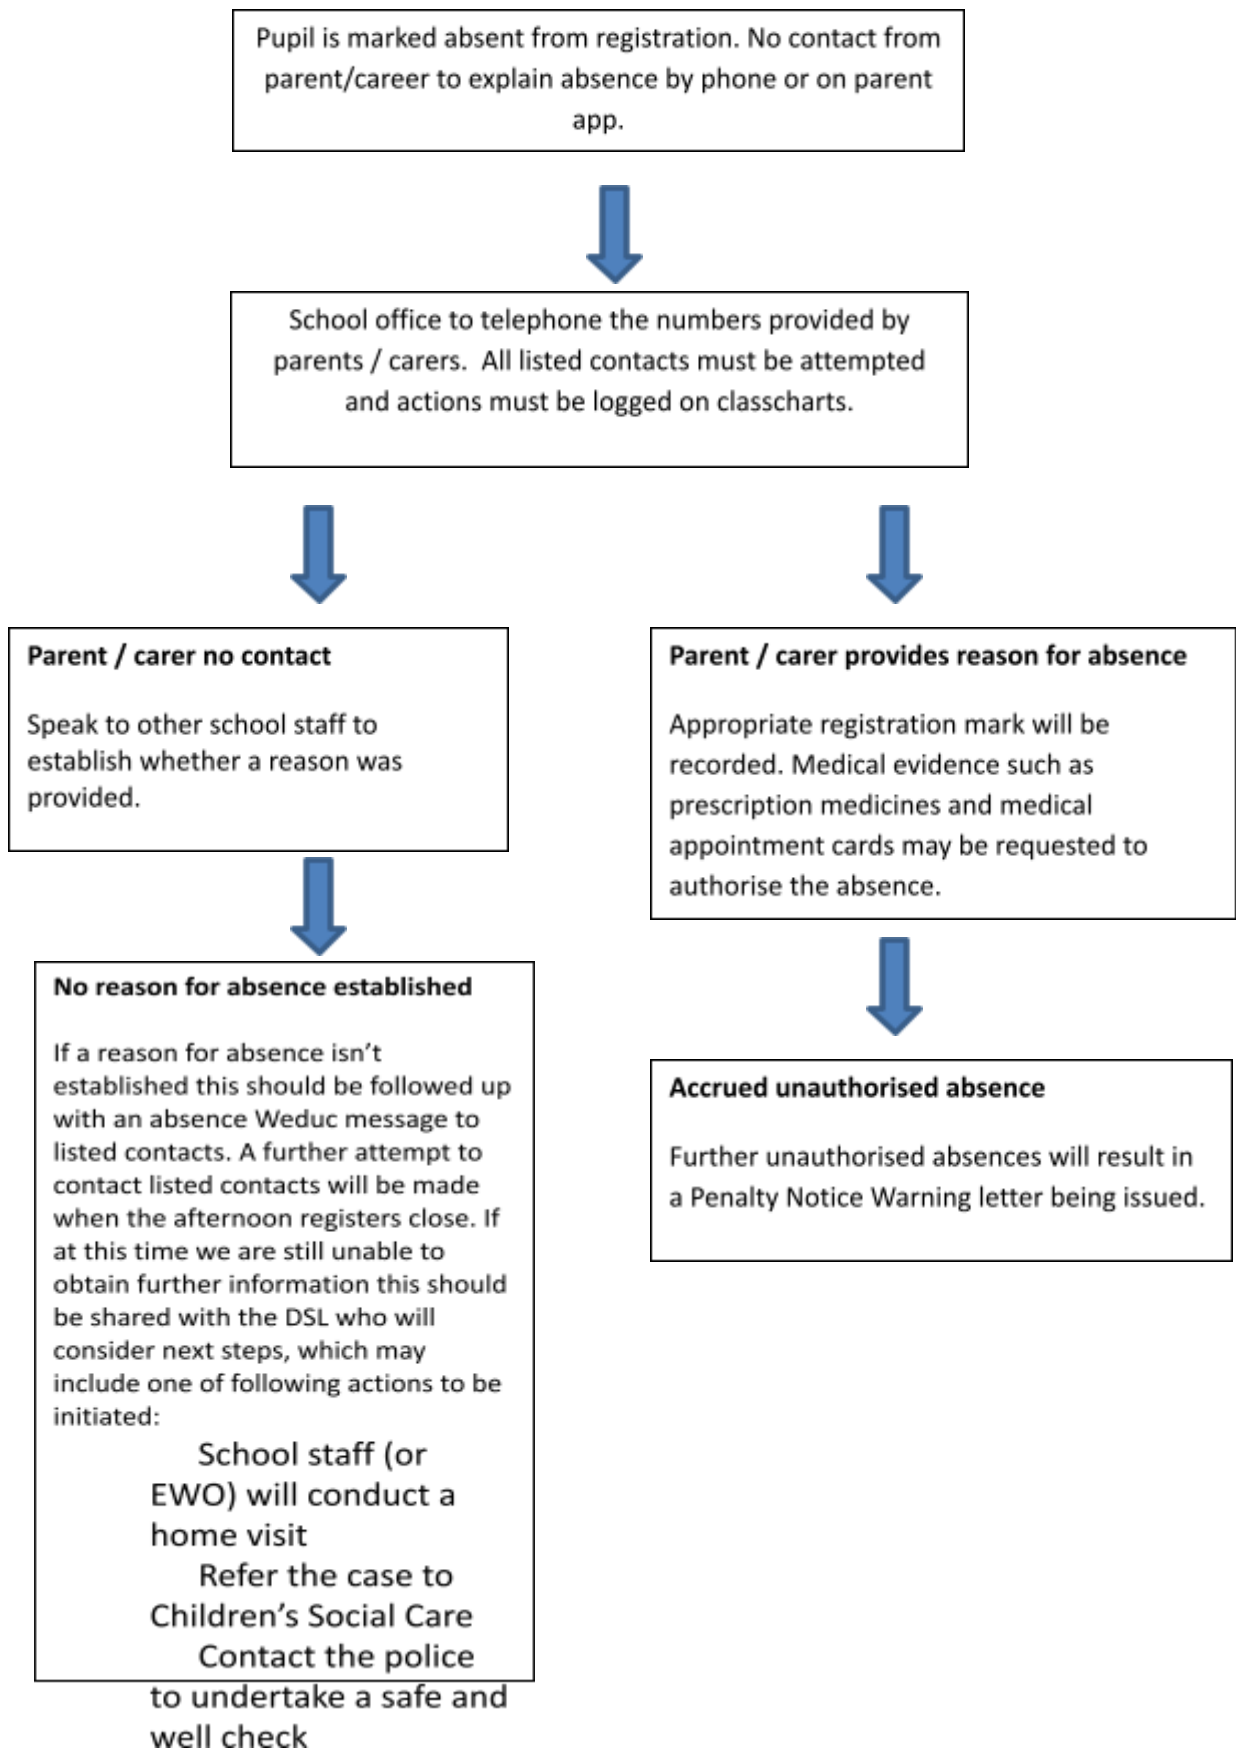 Pupil is marked absent from registration. No contact from
parent/career to explain absence by phone or on parent
app.
School office to telephone the numbers provided by
parents / carers.  All listed contacts must be attempted
and actions must be logged on classcharts.
Parent / carer no contact
Speak to other school staff to
establish whether a reason was
provided.
Parent / carer provides reason for absence
Appropriate registration mark will be
recorded. Medical evidence such as
prescription medicines and medical
appointment cards may be requested to
authorise the absence.
No reason for absence established
If a reason for absence isn’t
established this should be followed up
with an absence Weduc message to
listed contacts. A further attempt to
contact listed contacts will be made
when the afternoon registers close. If
at this time we are still unable to
obtain further information this should
be shared with the DSL who will
consider next steps, which may
include one of following actions to be
initiated:
School staff (or
EWO) will conduct a
home visit
Refer the case to
Children’s Social Care
Contact the police
to undertake a safe and
well check
Accrued unauthorised absence
Further unauthorised absences will result in
a Penalty Notice Warning letter being issued.